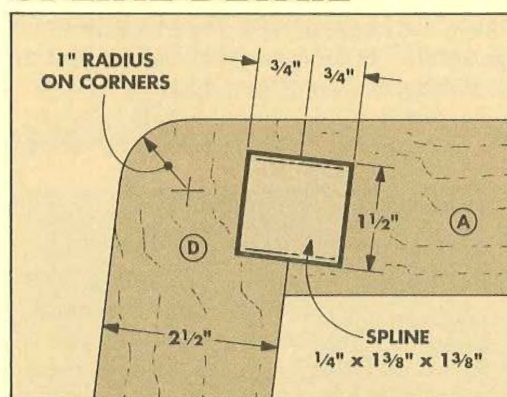 1" RADIUS
ON CORNERS
3/4" 3/4"
1 1/2"
A
D
2 1/2"
SPLINE
1/4" x 1 3/8" x 1 3/8"